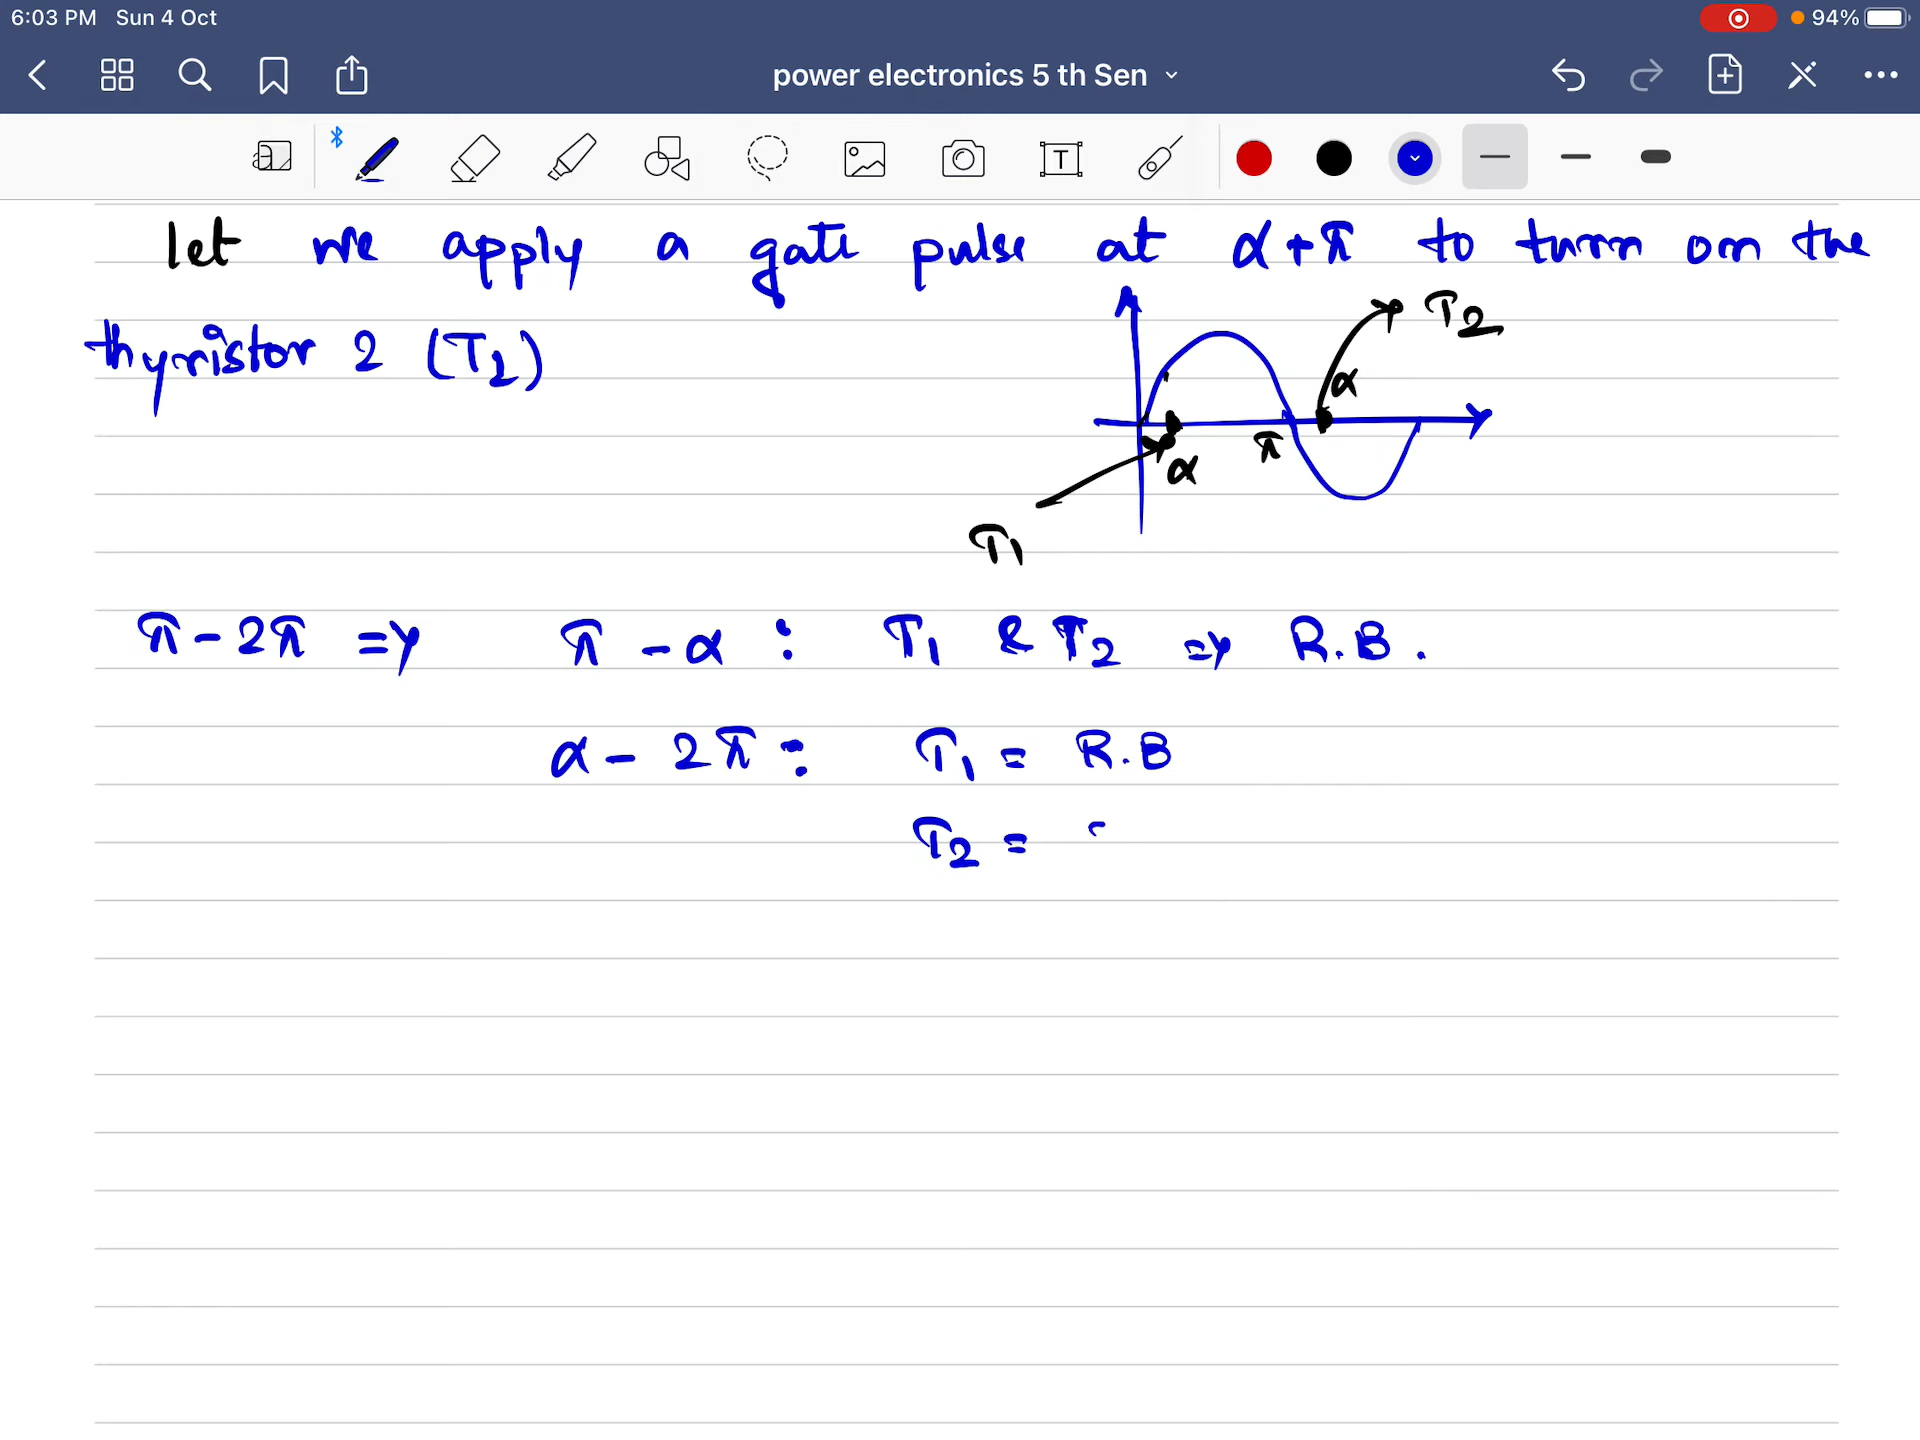 6:03 PM Sun 4 Oct 94%
power electronics 5 th Sen
T
let we apply a gate pulse at α+π to turn on the
thyristor 2 (T2)
T2
α
π
α
T1
π-2π => π-α : T1 & T2 => R.B.
α-2π : T1 = R.B
T2 =